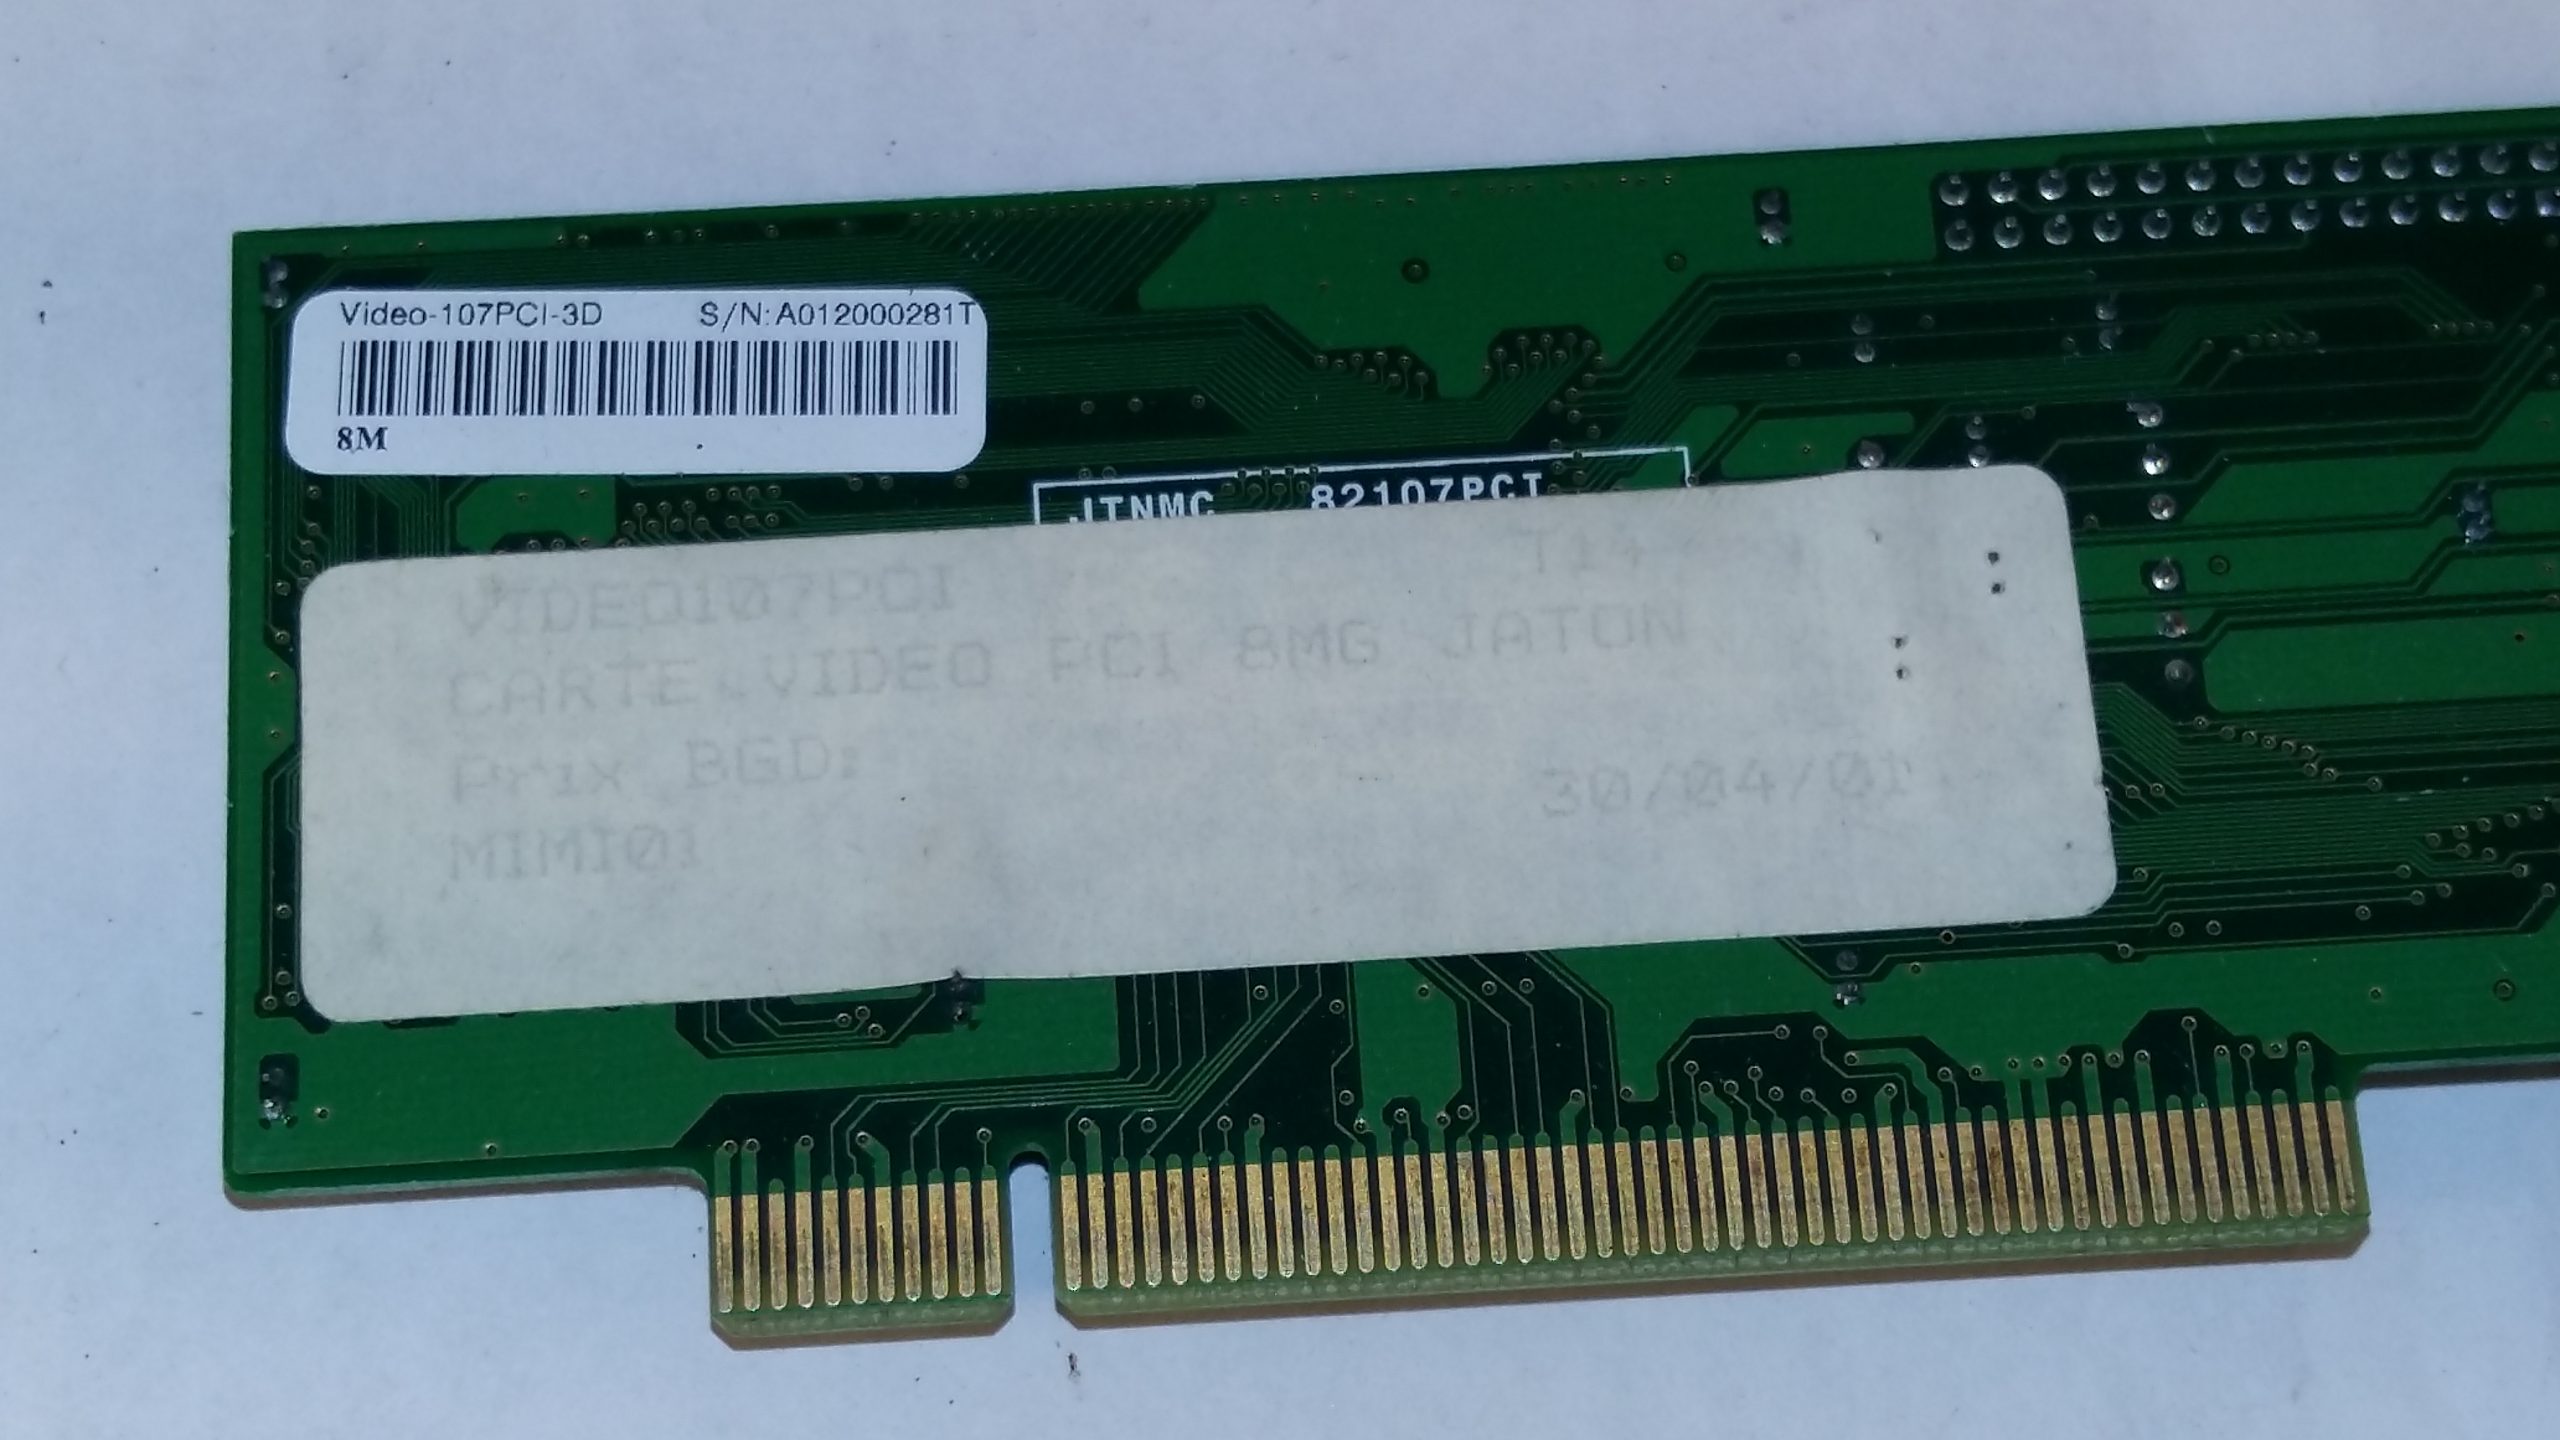 Video-107PCI-3D S/N:A012000281T
8M
JTNMC 82107PCI
VIDEO107PCI T14
CARTE VIDEO PCI 8MG JATON
Prix BGD:
30/04/01
MIMI01